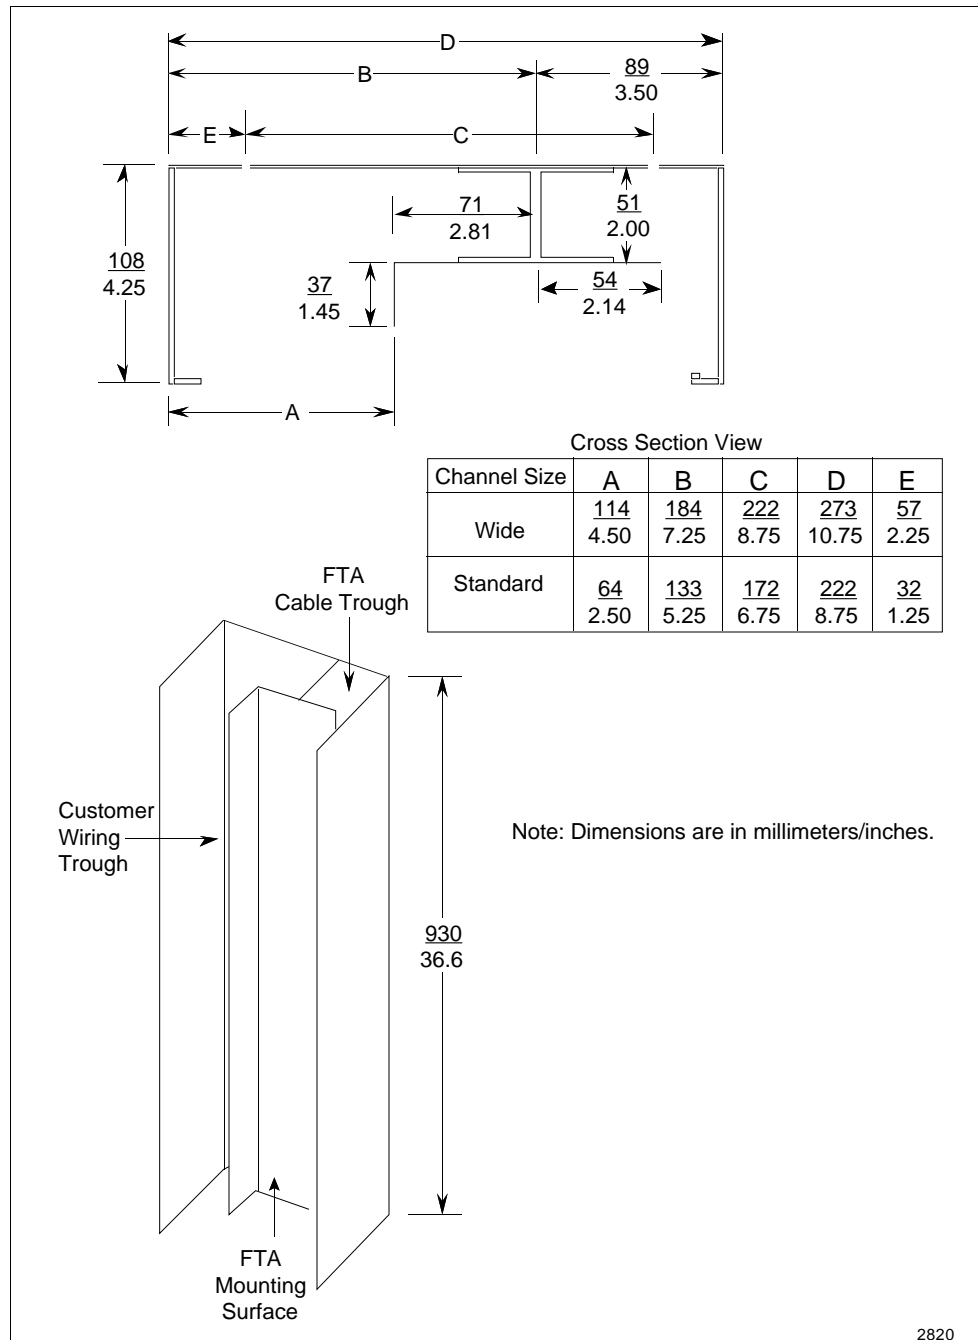 D
B
89
3.50
E
C
71
2.81
51
2.00
108
4.25
37
1.45
54
2.14
A
Cross Section View
Channel Size A B C D E
Wide
114 184 222 273 57
4.50 7.25 8.75 10.75 2.25
Standard
64 133 172 222 32
2.50 5.25 6.75 8.75 1.25
FTA
Cable Trough
Customer
Wiring
Trough
Note: Dimensions are in millimeters/inches.
930
36.6
FTA
Mounting
Surface
2820